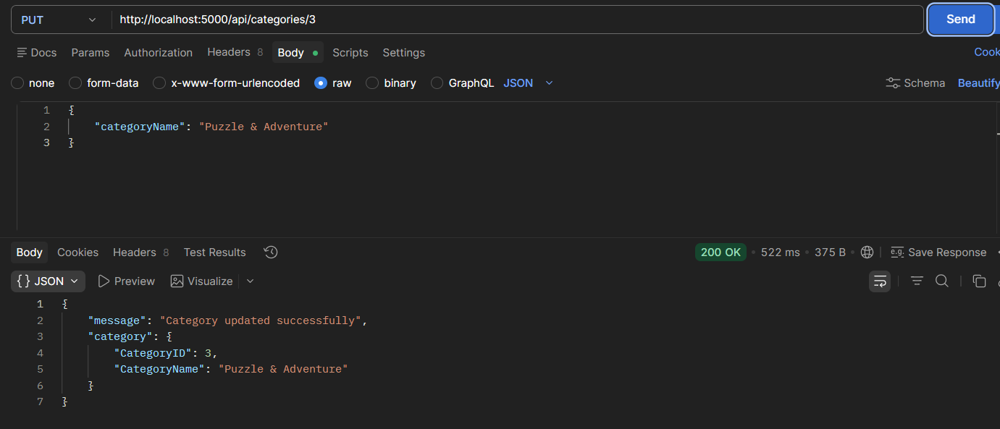 PUT http://localhost:5000/api/categories/3 Send
Docs Params Authorization Headers 8 Body Scripts Settings Cook
none form-data x-www-form-urlencoded raw binary GraphQL JSON Schema Beautify
1 {
2 "categoryName": "Puzzle & Adventure"
3 }
Body Cookies Headers 8 Test Results 200 OK • 522 ms • 375 B • e.g. Save Response
{} JSON Preview Visualize
1 {
2 "message": "Category updated successfully",
3 "category": {
4 "CategoryID": 3,
5 "CategoryName": "Puzzle & Adventure"
6 }
7 }